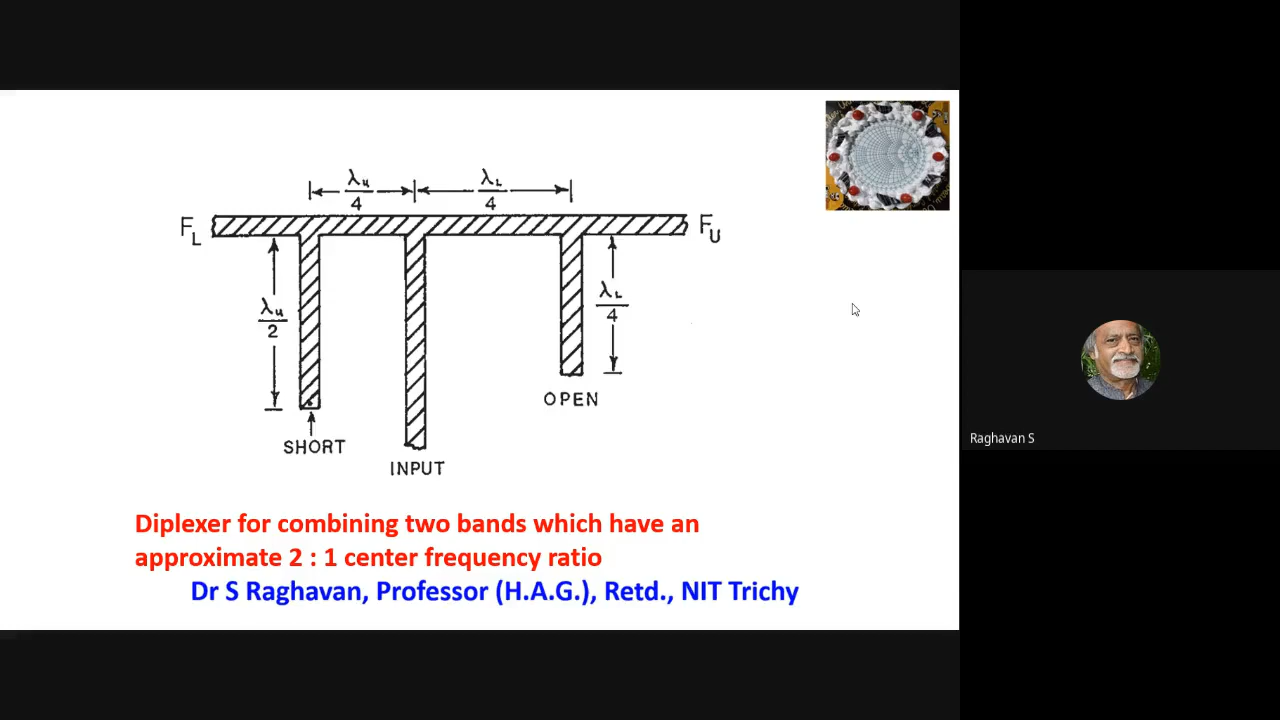 λu/4 λL/4
FL FU
λu/2 λL/4
OPEN
SHORT
INPUT
Diplexer for combining two bands which have an
approximate 2 : 1 center frequency ratio
Dr S Raghavan, Professor (H.A.G.), Retd., NIT Trichy
Raghavan S